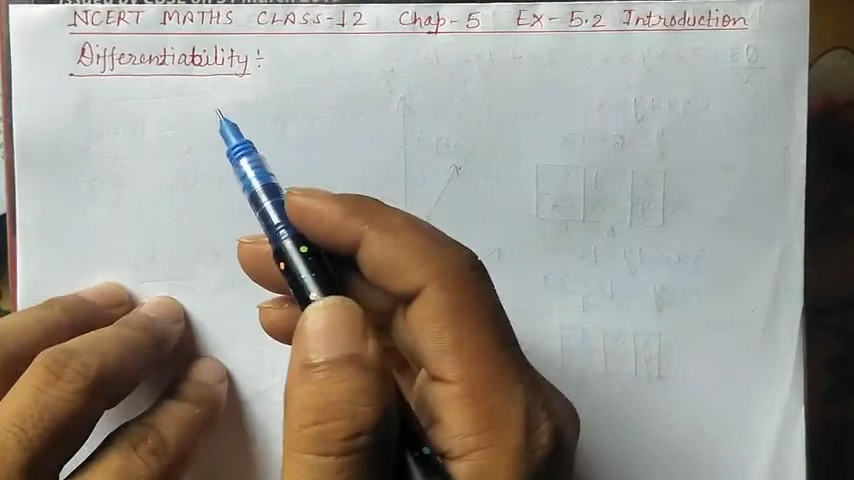 NCERT MATHS CLASS-12 Chap-5 Ex-5.2 Introduction
Differentiability: